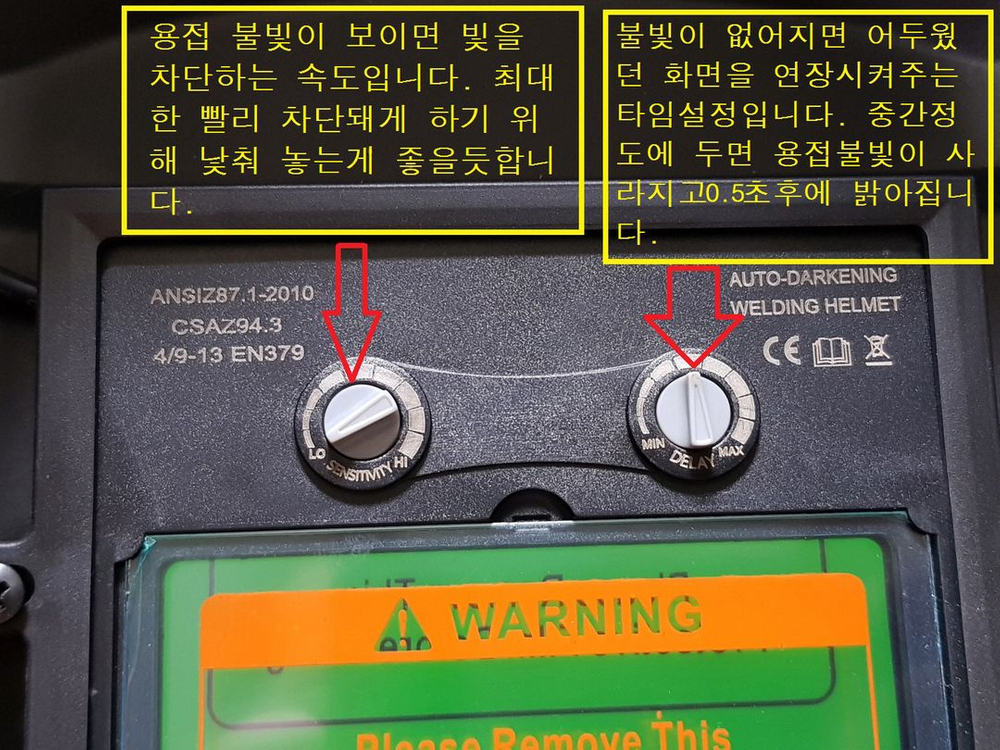 용접 불빛이 보이면 빛을
차단하는 속도입니다. 최대
한 빨리 차단돼게 하기 위
해 낮춰 놓는게 좋을듯합니
다.
불빛이 없어지면 어두웠
던 화면을 연장시켜주는
타임설정입니다. 중간정
도에 두면 용접불빛이 사
라지고0.5초후에 밝아집니
다.
ANSIZ87.1-2010
CSAZ94.3
4/9-13 EN379
AUTO-DARKENING
WELDING HELMET
CE
LO SENSITIVITY HI
MIN DELAY MAX
WARNING
Please Remove This